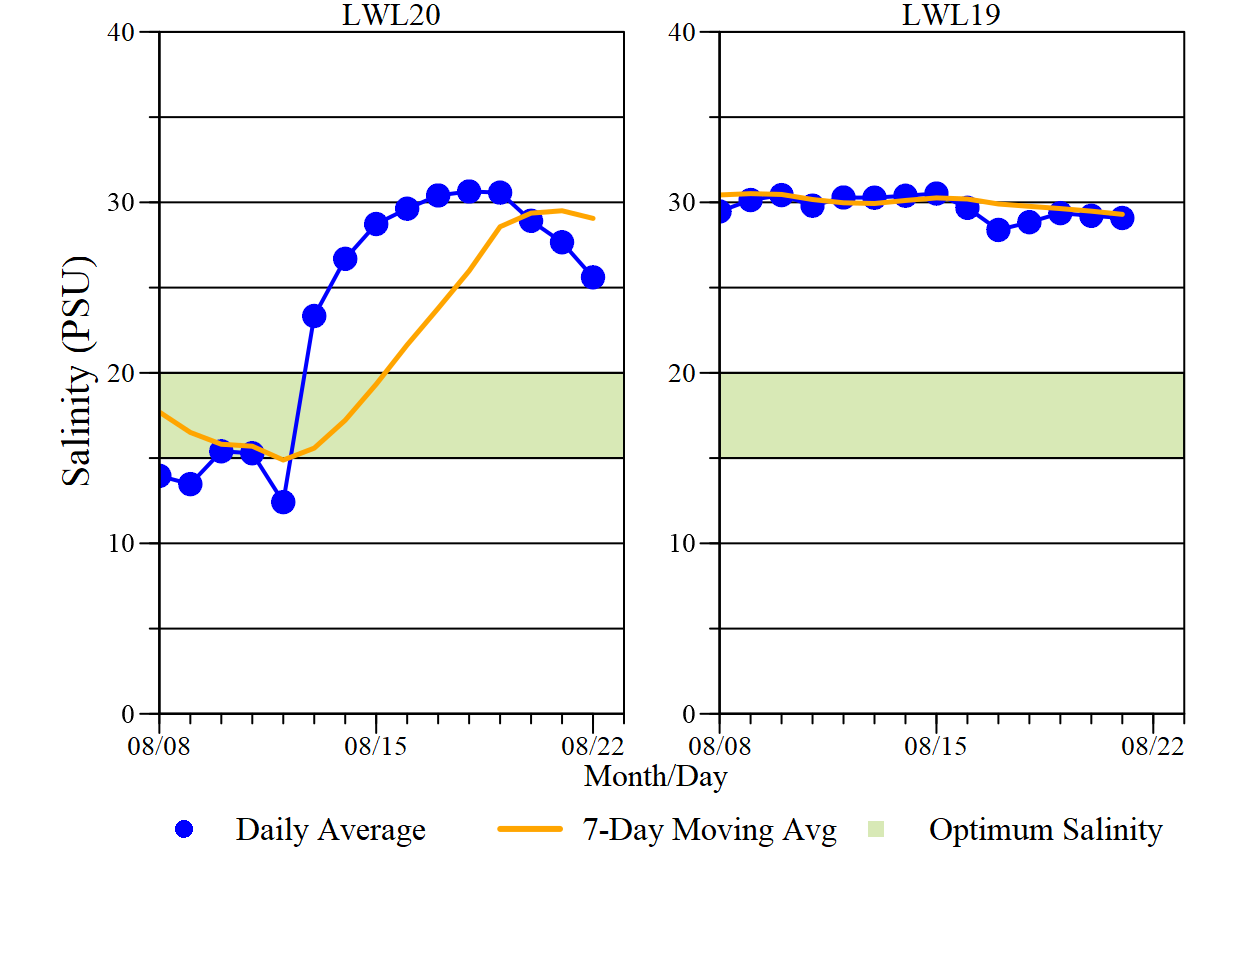 LWL20 LWL19
40 40
30 30
20 20
10 10
0 0
Salinity (PSU)
08/08 08/15 08/22 08/08 08/15 08/22
Month/Day
Daily Average 7-Day Moving Avg Optimum Salinity